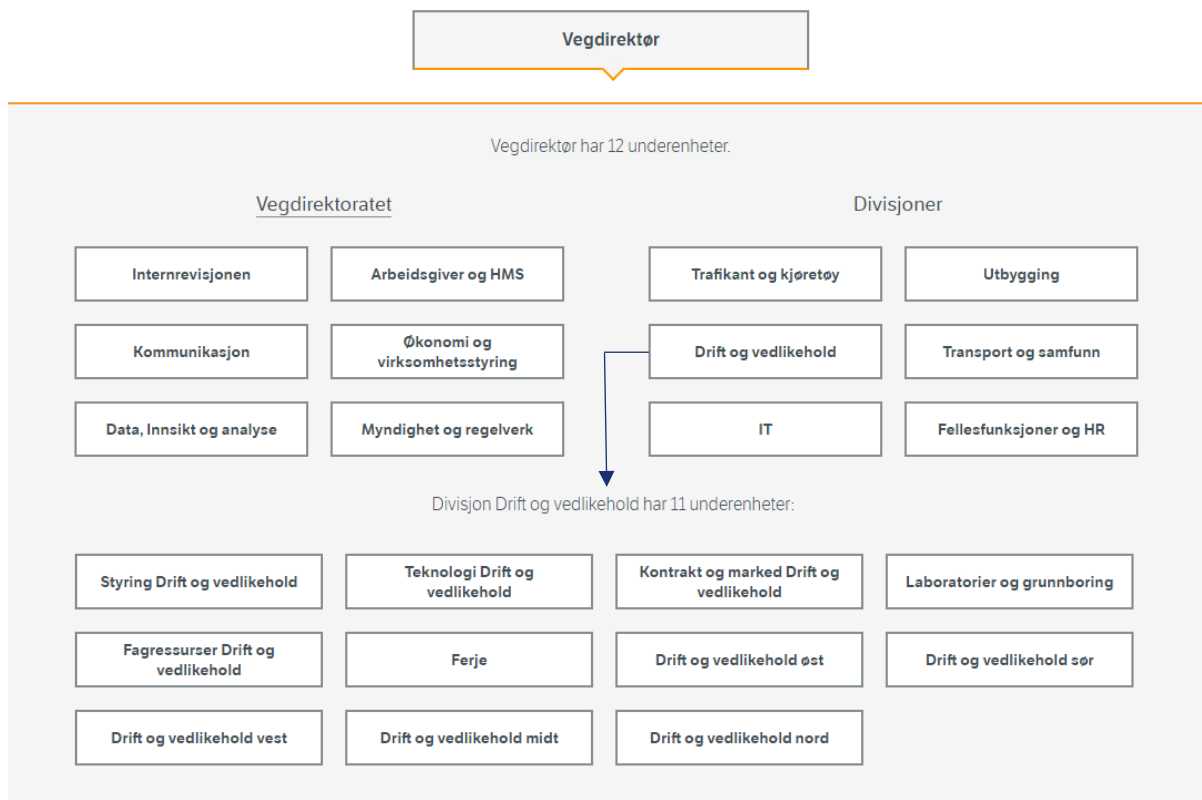 Vegdirektør
Vegdirektør har 12 underenheter.
Vegdirektoratet
Divisjoner
Internrevisjonen
Arbeidsgiver og HMS
Trafikant og kjøretøy
Utbygging
Kommunikasjon
Økonomi og
virksomhetsstyring
Drift og vedlikehold
Transport og samfunn
Data, Innsikt og analyse
Myndighet og regelverk
IT
Fellesfunksjoner og HR
Divisjon Drift og vedlikehold har 11 underenheter:
Styring Drift og vedlikehold
Teknologi Drift og
vedlikehold
Kontrakt og marked Drift og
vedlikehold
Laboratorier og grunnboring
Fagressurser Drift og
vedlikehold
Ferje
Drift og vedlikehold øst
Drift og vedlikehold sør
Drift og vedlikehold vest
Drift og vedlikehold midt
Drift og vedlikehold nord